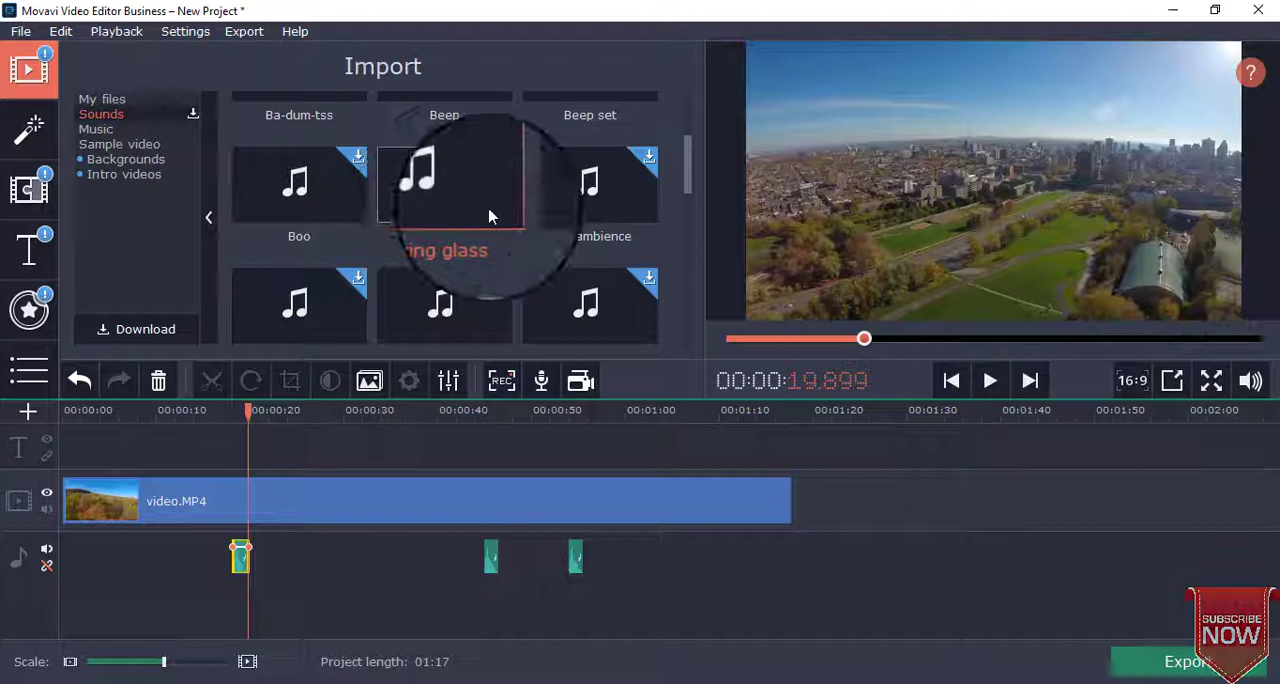 Movavi Video Editor Business – New Project *
File Edit Playback Settings Export Help
Import
My files
Sounds
Music
Sample video
Backgrounds
Intro videos
Download
Ba-dum-tss Beep Beep set
Boo ring glass ambience
?
REC
00:00:19.899
16:9
00:00:00 00:00:10 00:00:20 00:00:30 00:00:40 00:00:50 00:01:00 00:01:10 00:01:20 00:01:30 00:01:40 00:01:50 00:02:00
T
video.MP4
SUBSCRIBE
NOW
Scale: Project length: 01:17 Export